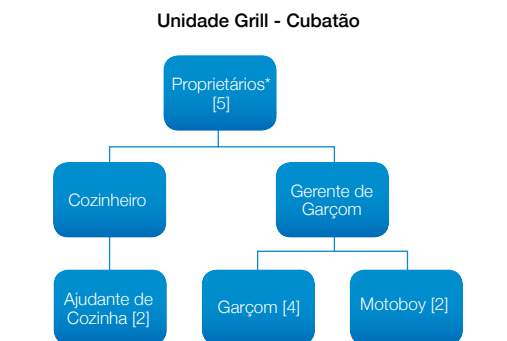 Unidade Grill - Cubatão
Proprietários*
[5]
Cozinheiro
Gerente de
Garçom
Ajudante de
Cozinha [2]
Garçom [4]
Motoboy [2]